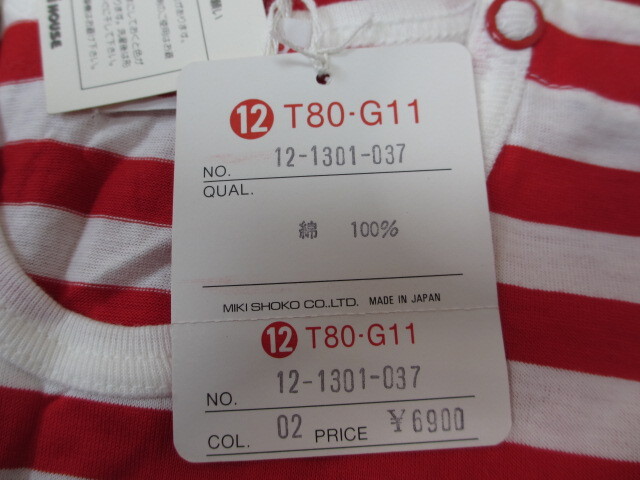 HOUSE
⑫ T80·G11
NO. 12-1301-037
QUAL.
綿 100%
MIKI SHOKO CO.,LTD. MADE IN JAPAN
⑫ T80·G11
NO. 12-1301-037
COL. 02 PRICE ¥6900